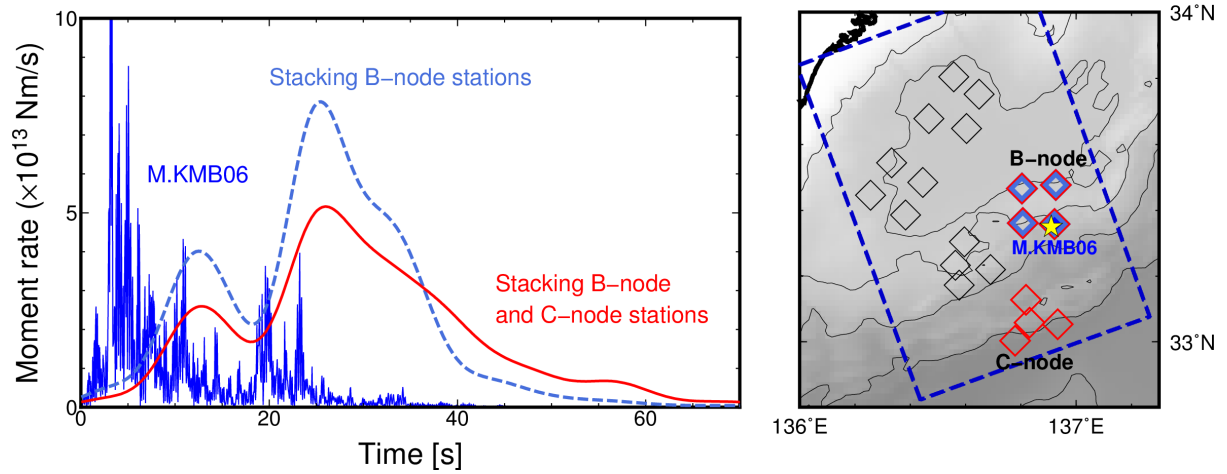 Moment rate (×10¹³ Nm/s)
10
5
0
0
20
40
60
Time [s]
Stacking B−node stations
M.KMB06
Stacking B−node
and C−node stations
34˚N
33˚N
136˚E
137˚E
B−node
M.KMB06
C−node